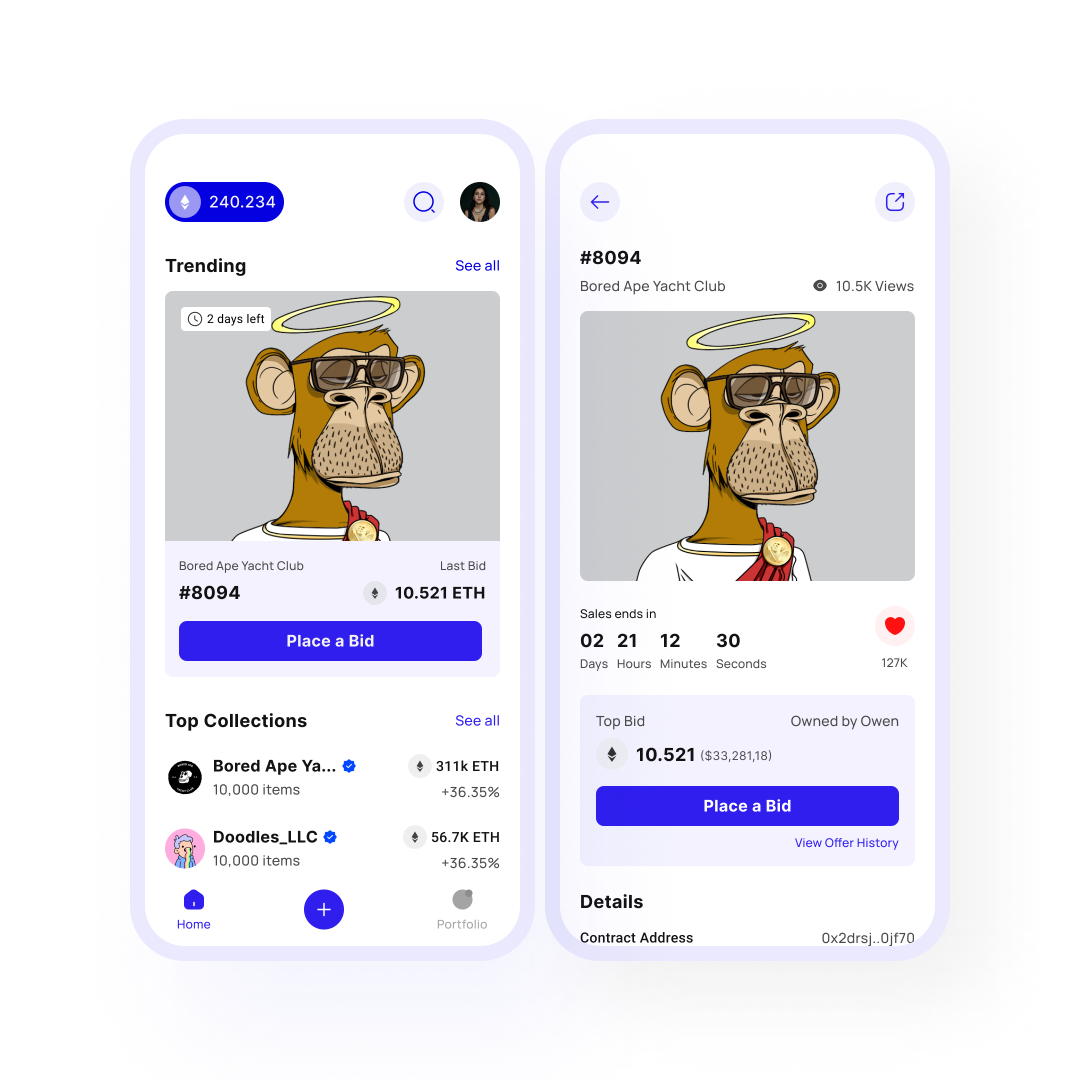 240.234
Trending
See all
2 days left
Bored Ape Yacht Club
Last Bid
#8094
10.521 ETH
Place a Bid
Top Collections
See all
Bored Ape Ya...
311k ETH
10,000 items
+36.35%
Doodles_LLC
56.7K ETH
10,000 items
+36.35%
Home
Portfolio
#8094
Bored Ape Yacht Club
10.5K Views
Sales ends in
02 21 12 30
Days Hours Minutes Seconds
127K
Top Bid
Owned by Owen
10.521 ($33,281,18)
Place a Bid
View Offer History
Details
Contract Address
0x2drsj..0jf70